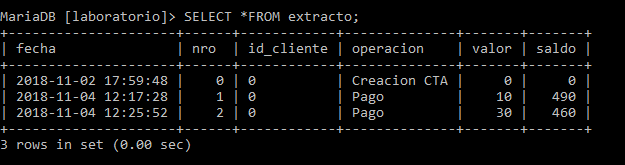 MariaDB [laboratorio]> SELECT *FROM extracto;
+---------------------+------+------------+--------------+-------+-------+
| fecha               | nro  | id_cliente | operacion    | valor | saldo |
+---------------------+------+------------+--------------+-------+-------+
| 2018-11-02 17:59:48 |    0 | 0          | Creacion CTA |     0 |     0 |
| 2018-11-04 12:17:28 |    1 | 0          | Pago         |    10 |   490 |
| 2018-11-04 12:25:52 |    2 | 0          | Pago         |    30 |   460 |
+---------------------+------+------------+--------------+-------+-------+
3 rows in set (0.00 sec)